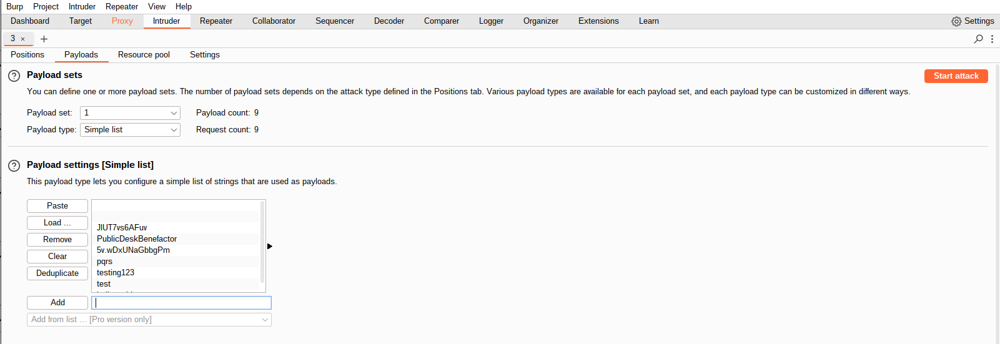 Burp Project Intruder Repeater View Help
Dashboard Target Proxy Intruder Repeater Collaborator Sequencer Decoder Comparer Logger Organizer Extensions Learn Settings
3 × +
Positions Payloads Resource pool Settings
? Payload sets Start attack
You can define one or more payload sets. The number of payload sets depends on the attack type defined in the Positions tab. Various payload types are available for each payload set, and each payload type can be customized in different ways.
Payload set: 1 Payload count: 9
Payload type: Simple list Request count: 9
? Payload settings [Simple list]
This payload type lets you configure a simple list of strings that are used as payloads.
Paste
Load ... JIUT7vs6AFuv
Remove PublicDeskBenefactor
5v.wDxUNaGbbgPm
Clear pqrs
Deduplicate testing123
test
Add
Add from list ... [Pro version only]